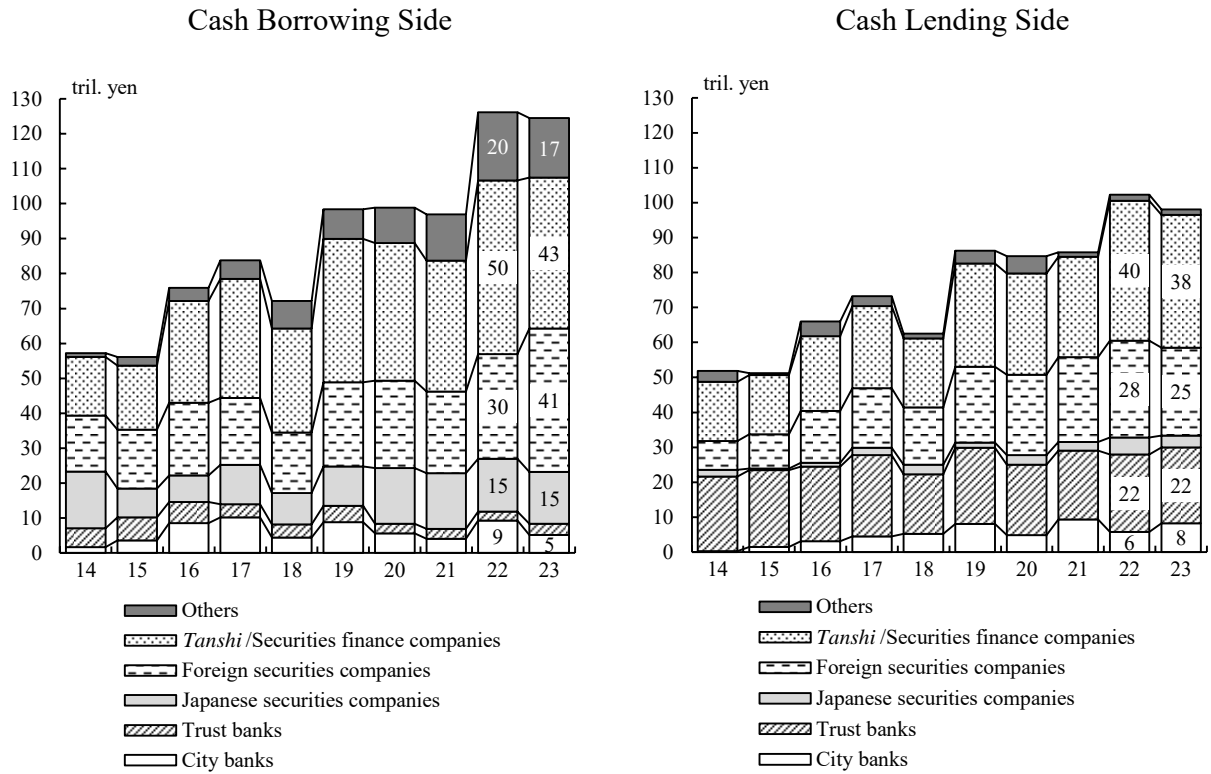 Cash Borrowing Side
tril. yen
130
120
110
100
90
80
70
60
50
40
30
20
10
0
20
17
50
43
30
41
15
15
9
5
14 15 16 17 18 19 20 21 22 23
Others
Tanshi /Securities finance companies
Foreign securities companies
Japanese securities companies
Trust banks
City banks
Cash Lending Side
tril. yen
130
120
110
100
90
80
70
60
50
40
30
20
10
0
40
38
28
25
22
22
6
8
14 15 16 17 18 19 20 21 22 23
Others
Tanshi /Securities finance companies
Foreign securities companies
Japanese securities companies
Trust banks
City banks